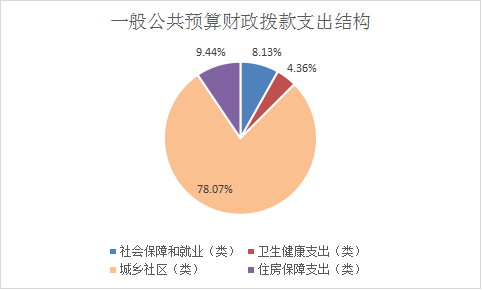 一般公共预算财政拨款支出结构
9.44%
8.13%
4.36%
78.07%
社会保障和就业（类） 卫生健康支出（类）
城乡社区（类） 住房保障支出（类）